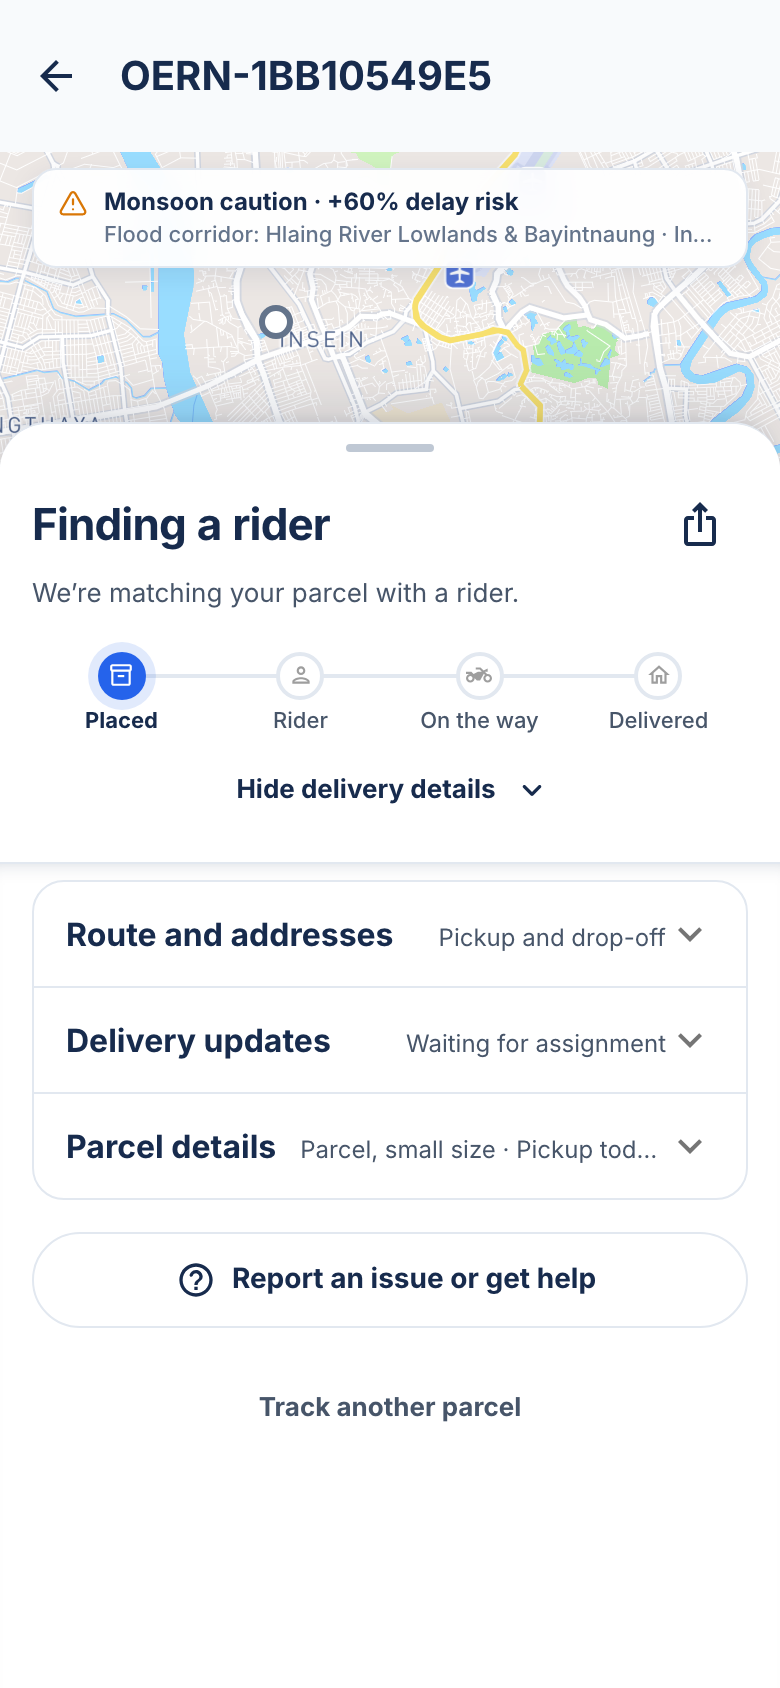 OERN-1BB10549E5
Monsoon caution · +60% delay risk
Flood corridor: Hlaing River Lowlands & Bayintnaung · In...
INSEIN
Finding a rider
We’re matching your parcel with a rider.
Placed
Rider
On the way
Delivered
Hide delivery details
Route and addresses
Pickup and drop-off
Delivery updates
Waiting for assignment
Parcel details
Parcel, small size · Pickup tod...
Report an issue or get help
Track another parcel